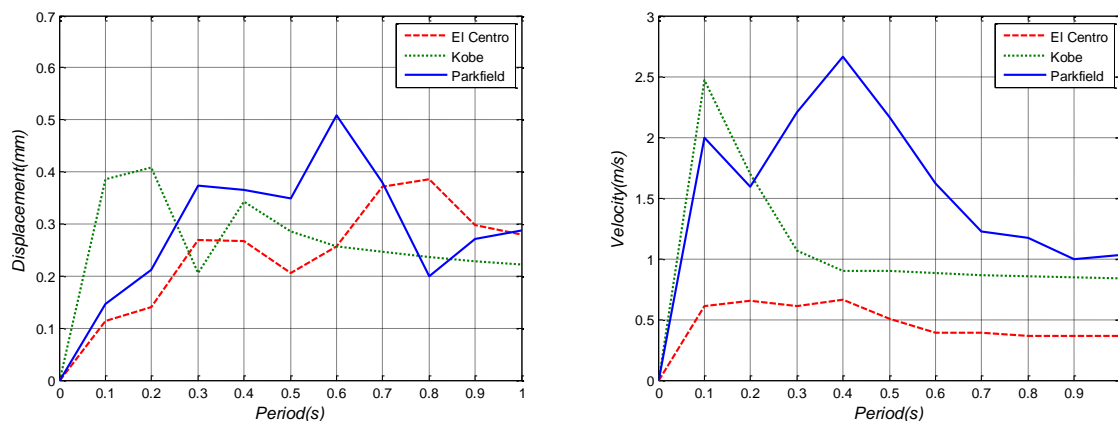 0.7
0.6
0.5
0.4
0.3
0.2
0.1
0
Displacement(mm)
0 0.1 0.2 0.3 0.4 0.5 0.6 0.7 0.8 0.9 1
Period(s)
El Centro
Kobe
Parkfield
3
2.5
2
1.5
1
0.5
0
Velocity(m/s)
0 0.1 0.2 0.3 0.4 0.5 0.6 0.7 0.8 0.9
Period(s)
El Centro
Kobe
Parkfield